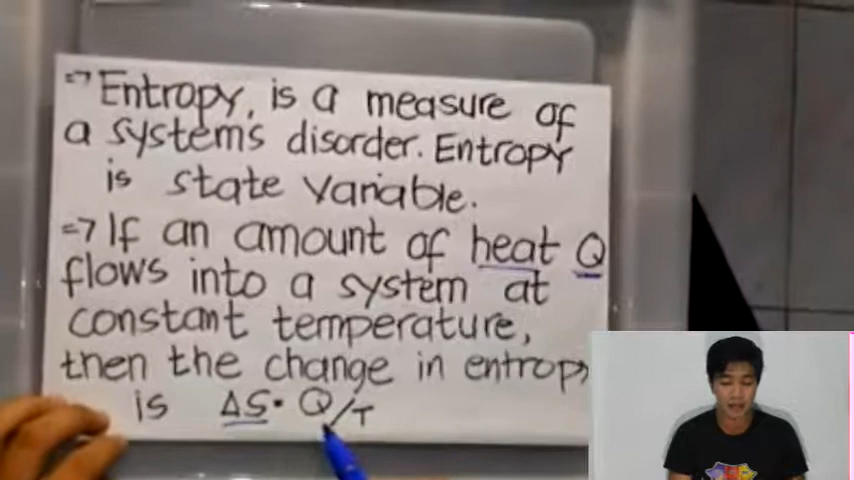 => Entropy, is a measure of
a systems disorder. Entropy
is state variable.
=> If an amount of heat Q
flows into a system at
constant temperature,
then the change in entropy
is ΔS = Q/T